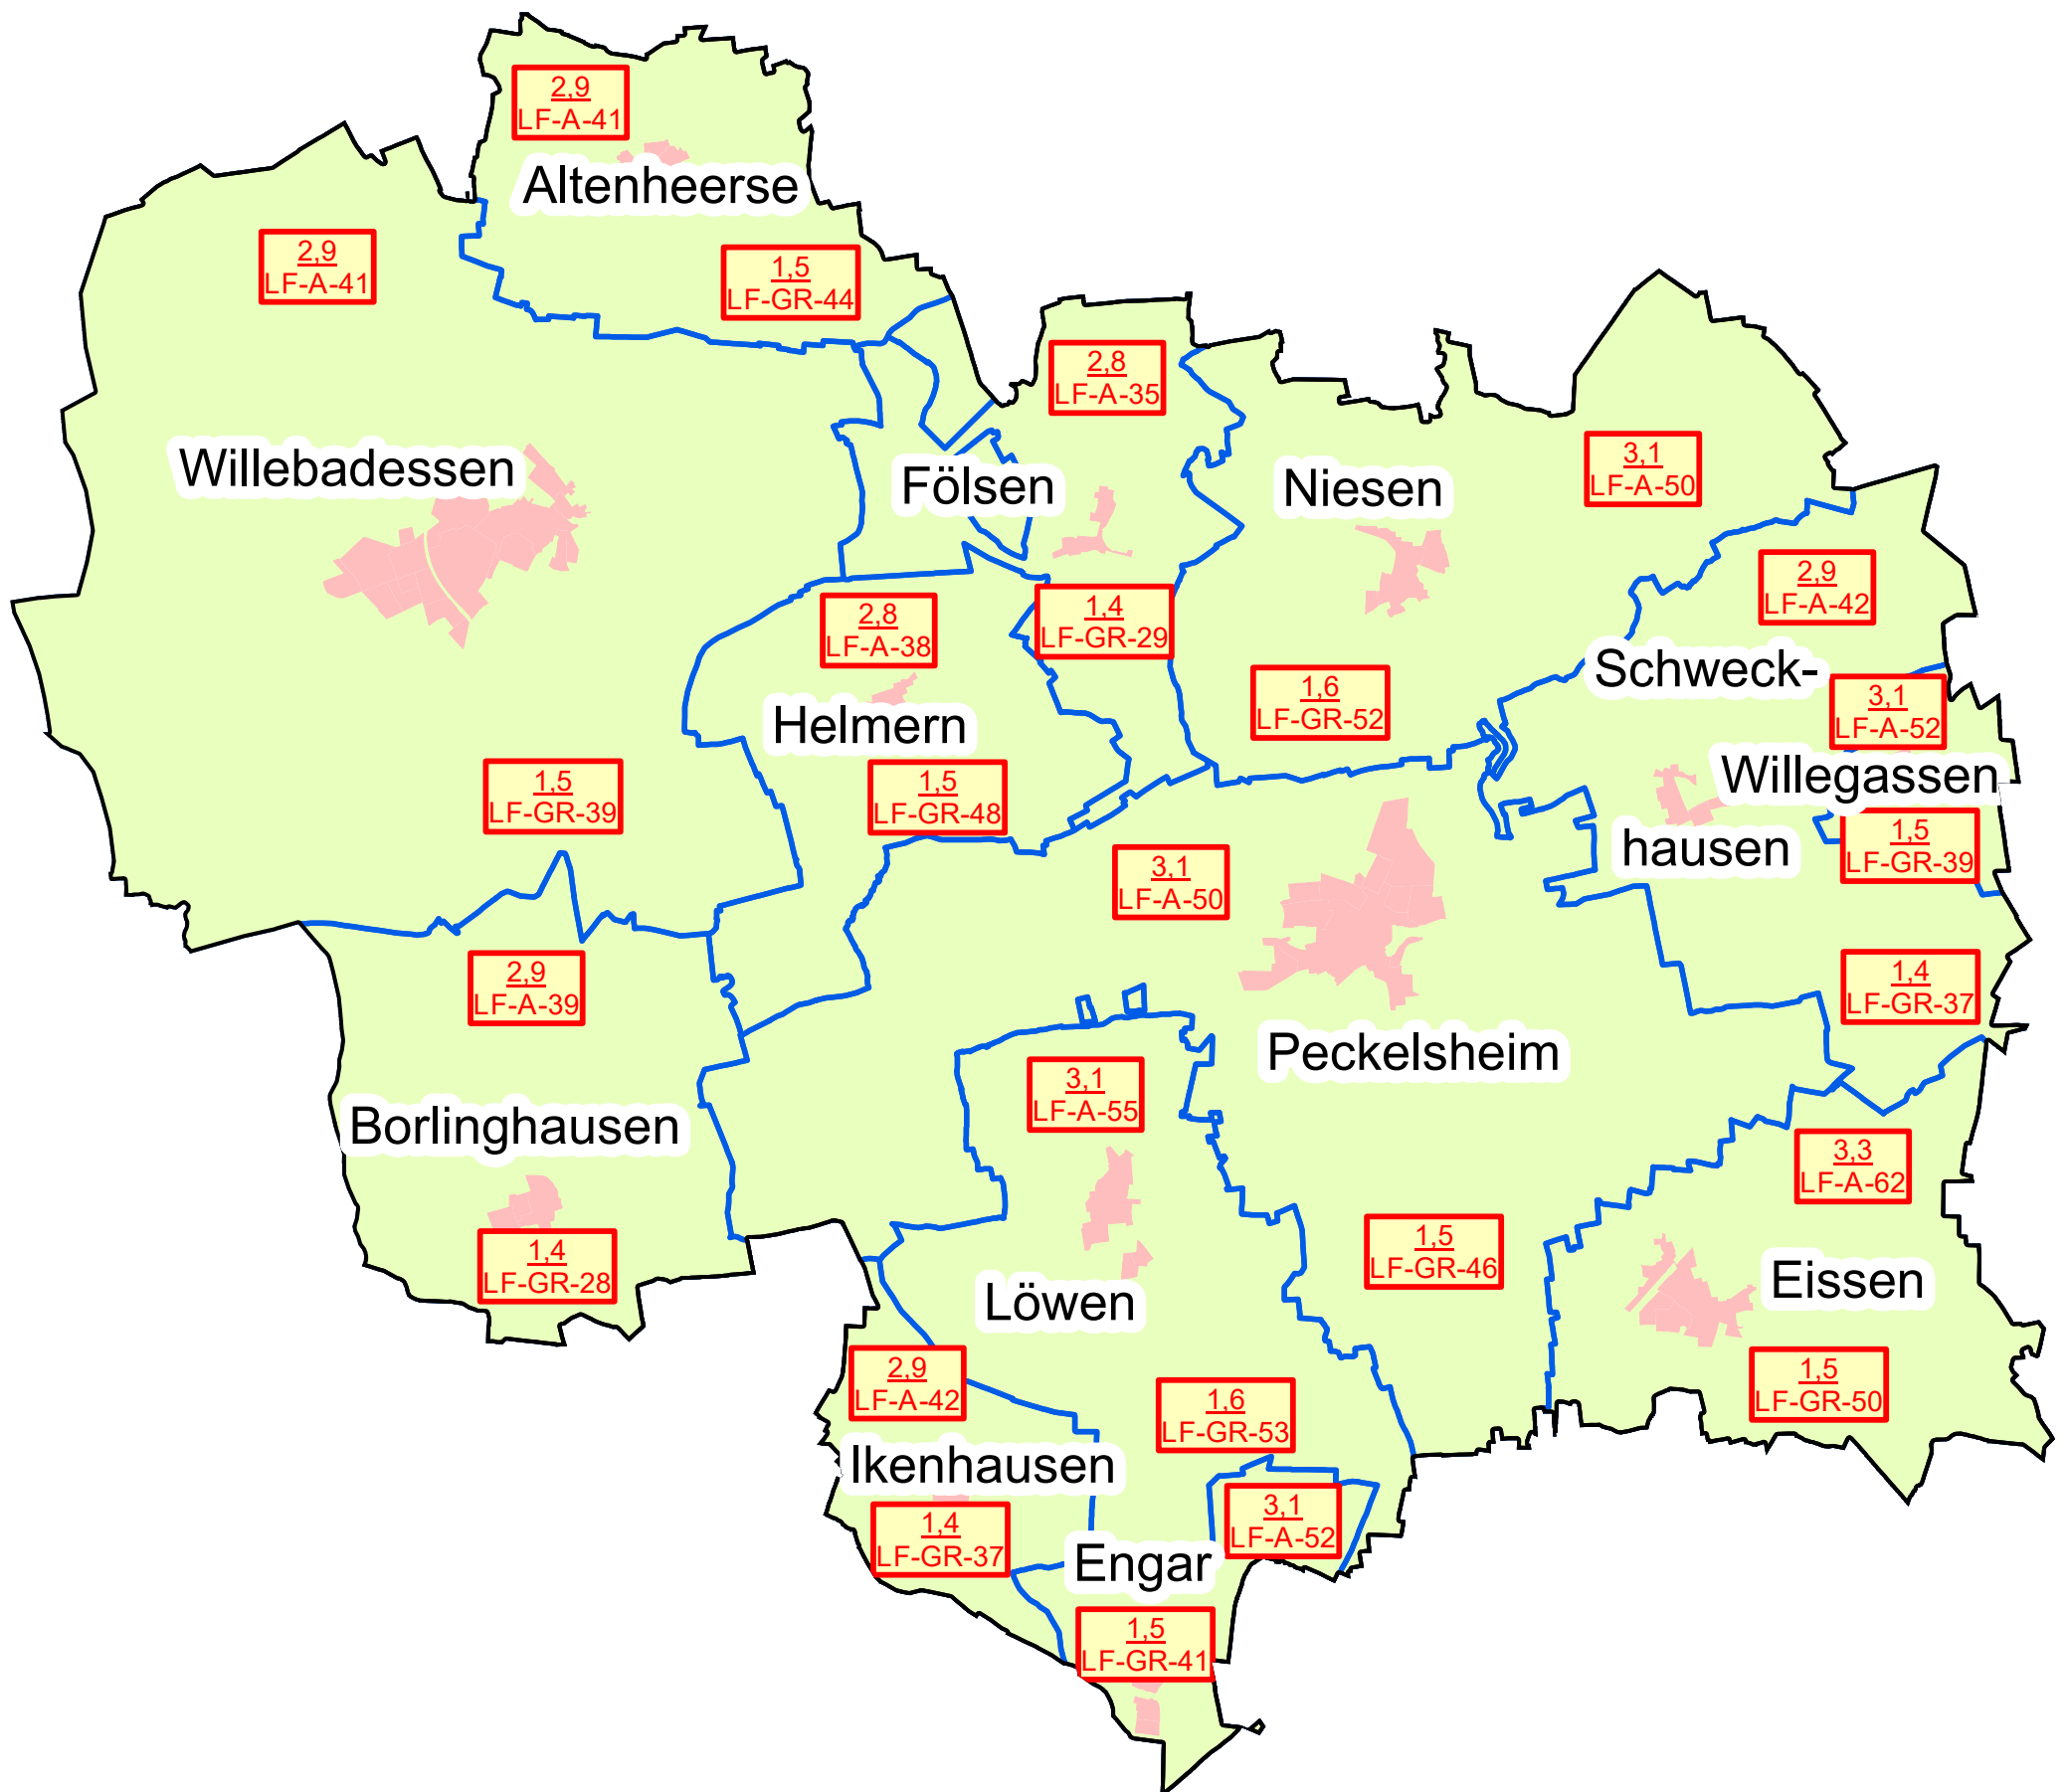 2,9
LF-A-41
Altenheerse
2,9
LF-A-41
1,5
LF-GR-44
2,8
LF-A-35
Willebadessen
Fölsen
Niesen
3,1
LF-A-50
2,9
LF-A-42
2,8
LF-A-38
1,4
LF-GR-29
Schweck-
1,6
LF-GR-52
3,1
LF-A-52
Helmern
Willegassen
1,5
LF-GR-39
1,5
LF-GR-48
hausen
1,5
LF-GR-39
3,1
LF-A-50
2,9
LF-A-39
1,4
LF-GR-37
Peckelsheim
3,1
LF-A-55
Borlinghausen
3,3
LF-A-62
1,4
LF-GR-28
1,5
LF-GR-46
Eissen
Löwen
2,9
LF-A-42
1,5
LF-GR-50
1,6
LF-GR-53
Ikenhausen
3,1
LF-A-52
1,4
LF-GR-37
Engar
1,5
LF-GR-41